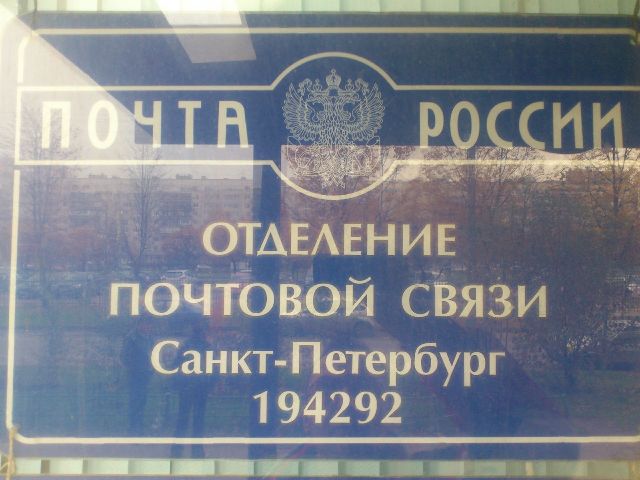 ПОЧТА РОССИИ
ОТДЕЛЕНИЕ
ПОЧТОВОЙ СВЯЗИ
Санкт-Петербург
194292